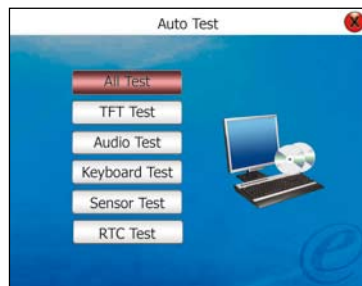 Auto Test
All Test
TFT Test
Audio Test
Keyboard Test
Sensor Test
RTC Test